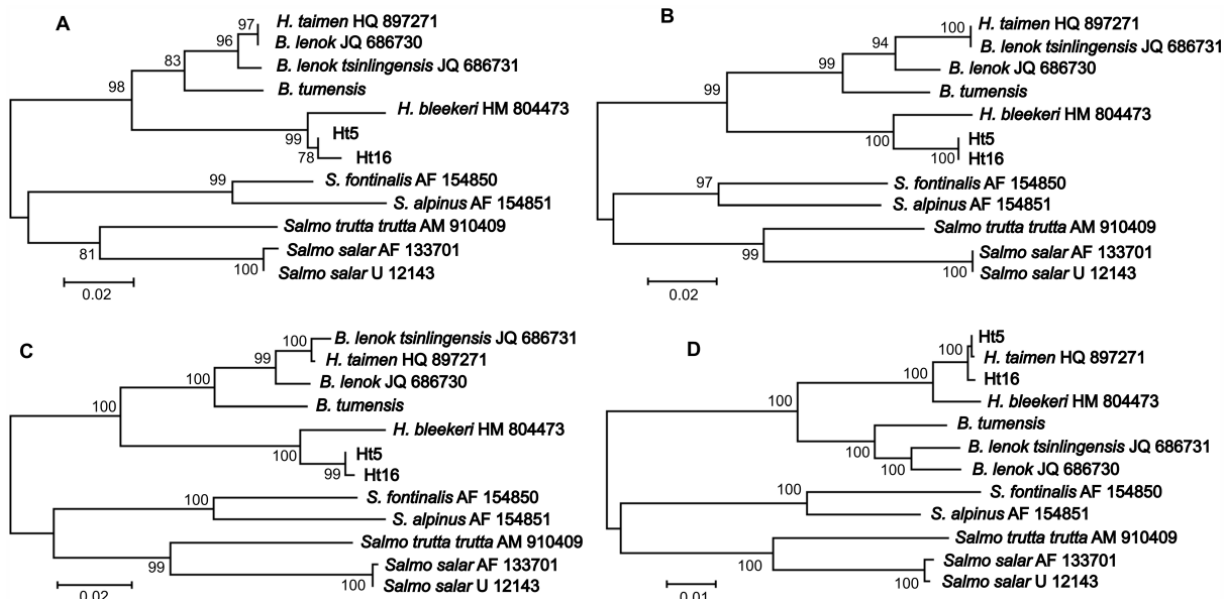 A
97
H. taimen HQ 897271
96
B. lenok JQ 686730
83
B. lenok tsinlingensis JQ 686731
98
B. tumensis
H. bleekeri HM 804473
99
Ht5
78
Ht16
99
S. fontinalis AF 154850
S. alpinus AF 154851
Salmo trutta trutta AM 910409
81
Salmo salar AF 133701
100
Salmo salar U 12143
0.02
B
H. taimen HQ 897271
100
94
B. lenok tsinlingensis JQ 686731
99
B. lenok JQ 686730
99
B. tumensis
H. bleekeri HM 804473
100
Ht5
100
Ht16
97
S. fontinalis AF 154850
S. alpinus AF 154851
Salmo trutta trutta AM 910409
99
Salmo salar AF 133701
100
Salmo salar U 12143
0.02
C
100
B. lenok tsinlingensis JQ 686731
99
H. taimen HQ 897271
100
B. lenok JQ 686730
100
B. tumensis
H. bleekeri HM 804473
100
Ht5
99
Ht16
100
S. fontinalis AF 154850
S. alpinus AF 154851
Salmo trutta trutta AM 910409
99
Salmo salar AF 133701
100
Salmo salar U 12143
0.02
D
Ht5
100
H. taimen HQ 897271
100
Ht16
100
H. bleekeri HM 804473
B. tumensis
100
B. lenok tsinlingensis JQ 686731
100
B. lenok JQ 686730
100
S. fontinalis AF 154850
S. alpinus AF 154851
Salmo trutta trutta AM 910409
100
Salmo salar AF 133701
100
Salmo salar U 12143
0.01